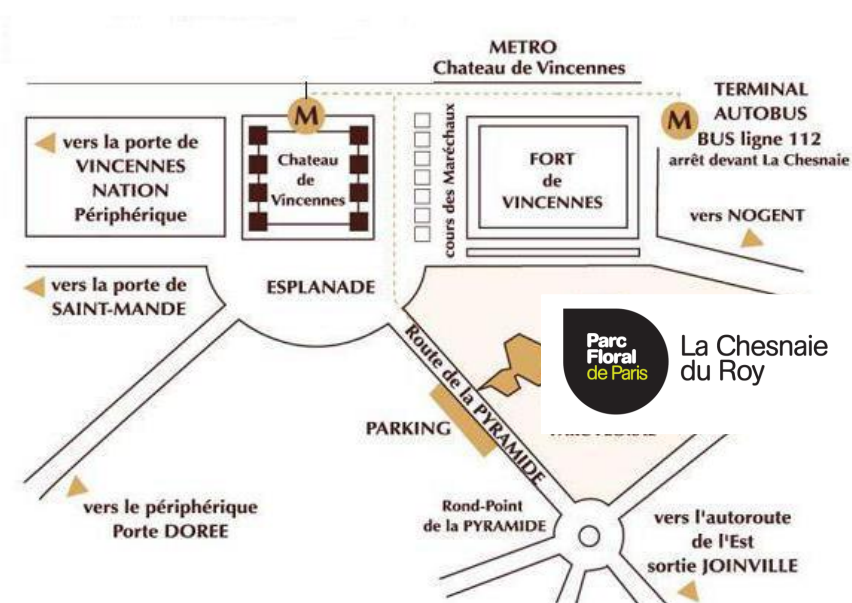 METRO
Chateau de Vincennes
M
TERMINAL
AUTOBUS
BUS ligne 112
arrêt devant La Chesnaie
M
vers la porte de
VINCENNES
NATION
Périphérique
Chateau
de
Vincennes
cours des Maréchaux
FORT
de
VINCENNES
vers NOGENT
vers la porte de
SAINT-MANDE
ESPLANADE
Parc
Floral
de Paris
La Chesnaie
du Roy
Route de la PYRAMIDE
PARKING
vers le périphérique
Porte DOREE
Rond-Point
de la PYRAMIDE
vers l'autoroute
de l'Est
sortie JOINVILLE